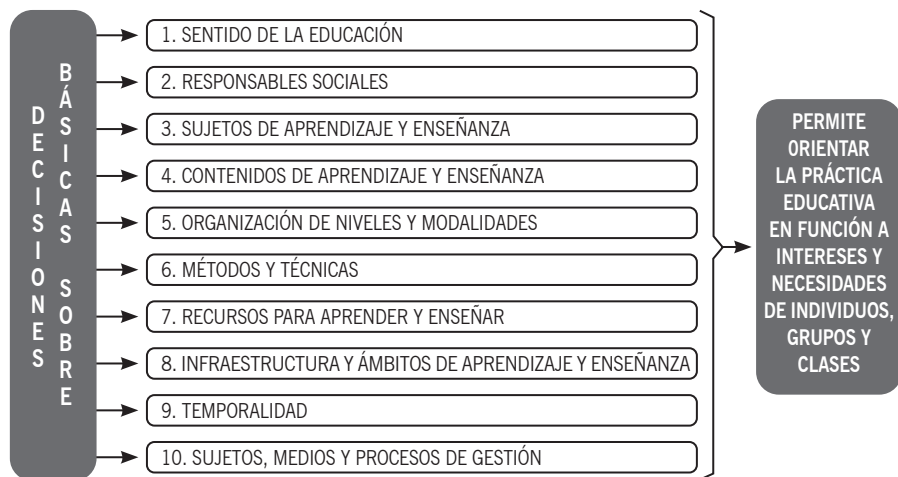 DECISIONES
BÁSICAS SOBRE
1. SENTIDO DE LA EDUCACIÓN
2. RESPONSABLES SOCIALES
3. SUJETOS DE APRENDIZAJE Y ENSEÑANZA
4. CONTENIDOS DE APRENDIZAJE Y ENSEÑANZA
5. ORGANIZACIÓN DE NIVELES Y MODALIDADES
6. MÉTODOS Y TÉCNICAS
7. RECURSOS PARA APRENDER Y ENSEÑAR
8. INFRAESTRUCTURA Y ÁMBITOS DE APRENDIZAJE Y ENSEÑANZA
9. TEMPORALIDAD
10. SUJETOS, MEDIOS Y PROCESOS DE GESTIÓN
PERMITE
ORIENTAR
LA PRÁCTICA
EDUCATIVA
EN FUNCIÓN A
INTERESES Y
NECESIDADES
DE INDIVIDUOS,
GRUPOS Y
CLASES